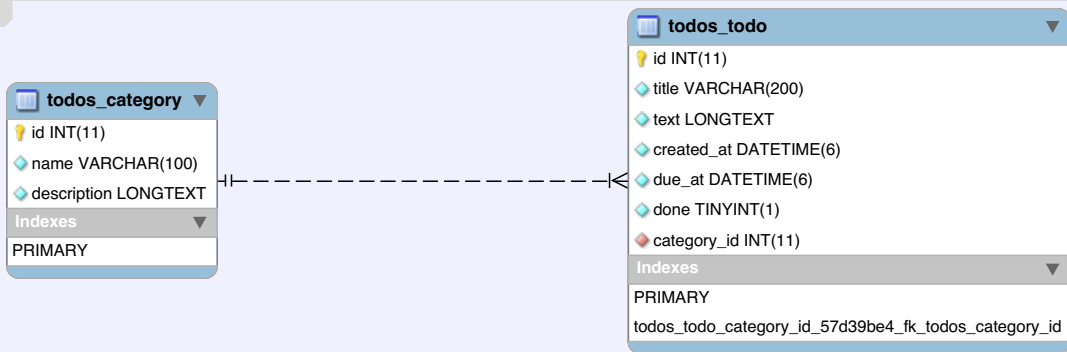 todos_category
id INT(11)
name VARCHAR(100)
description LONGTEXT
Indexes
PRIMARY
todos_todo
id INT(11)
title VARCHAR(200)
text LONGTEXT
created_at DATETIME(6)
due_at DATETIME(6)
done TINYINT(1)
category_id INT(11)
Indexes
PRIMARY
todos_todo_category_id_57d39be4_fk_todos_category_id